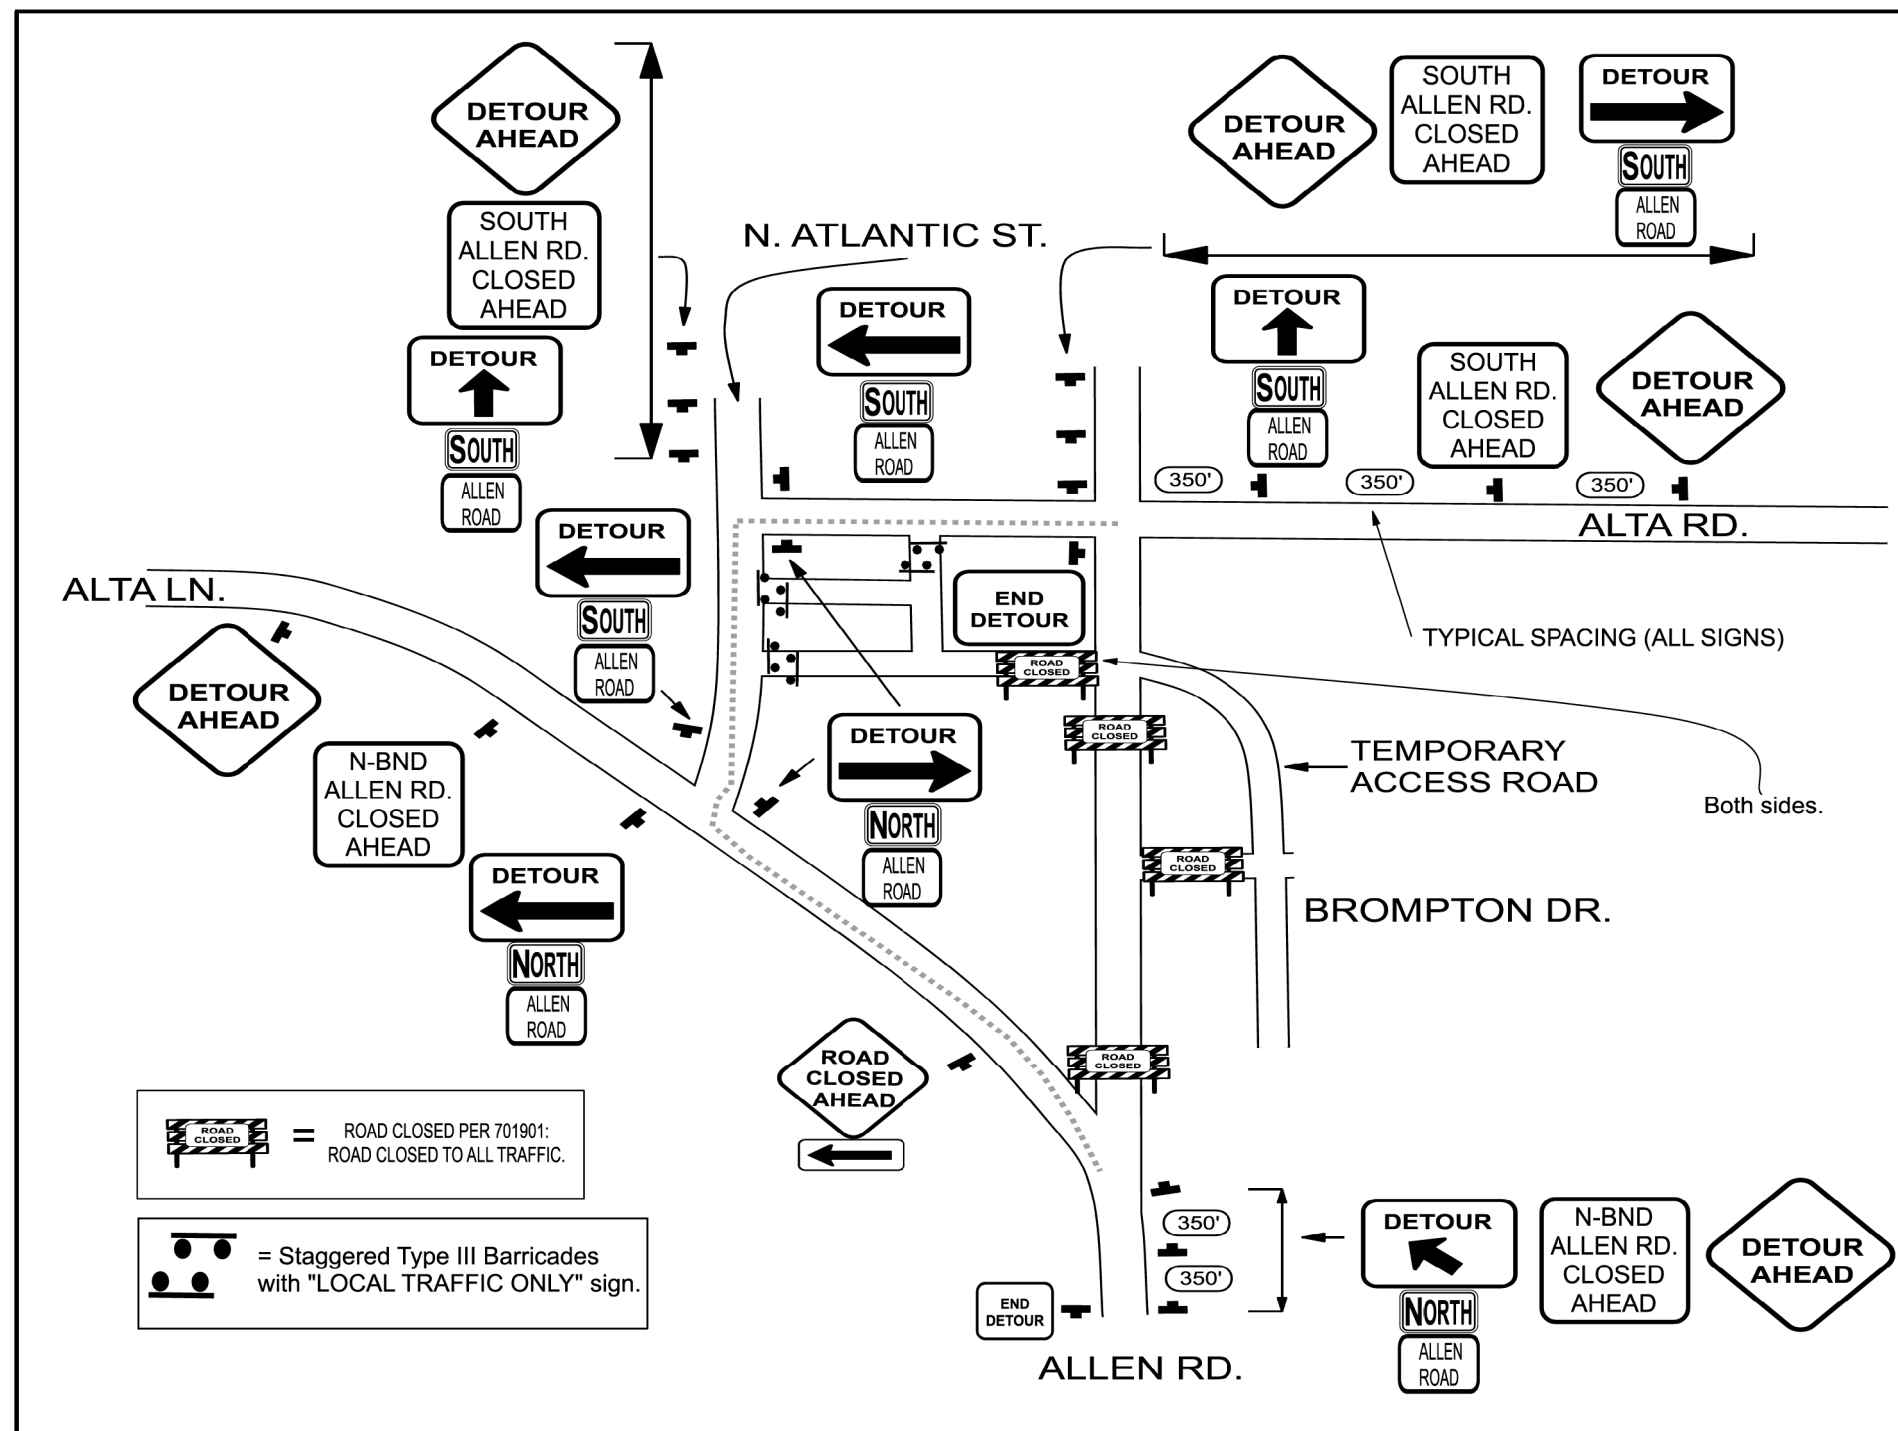 DETOUR
AHEAD
SOUTH
ALLEN RD.
CLOSED
AHEAD
DETOUR
SOUTH
ALLEN
ROAD
N. ATLANTIC ST.
DETOUR
SOUTH
ALLEN
ROAD
DETOUR
AHEAD
SOUTH
ALLEN RD.
CLOSED
AHEAD
DETOUR
SOUTH
ALLEN
ROAD
DETOUR
SOUTH
ALLEN
ROAD
SOUTH
ALLEN RD.
CLOSED
AHEAD
DETOUR
AHEAD
350'
350'
350'
ALTA RD.
TYPICAL SPACING (ALL SIGNS)
DETOUR
SOUTH
ALLEN
ROAD
ALTA LN.
DETOUR
AHEAD
N-BND
ALLEN RD.
CLOSED
AHEAD
DETOUR
NORTH
ALLEN
ROAD
END
DETOUR
ROAD
CLOSED
ROAD
CLOSED
DETOUR
NORTH
ALLEN
ROAD
TEMPORARY
ACCESS ROAD
Both sides.
ROAD
CLOSED
BROMPTON DR.
ROAD
CLOSED
AHEAD
ROAD
CLOSED
ROAD
CLOSED
=
ROAD CLOSED PER 701901:
ROAD CLOSED TO ALL TRAFFIC.
= Staggered Type III Barricades
with "LOCAL TRAFFIC ONLY" sign.
350'
350'
END
DETOUR
ALLEN RD.
DETOUR
NORTH
ALLEN
ROAD
N-BND
ALLEN RD.
CLOSED
AHEAD
DETOUR
AHEAD